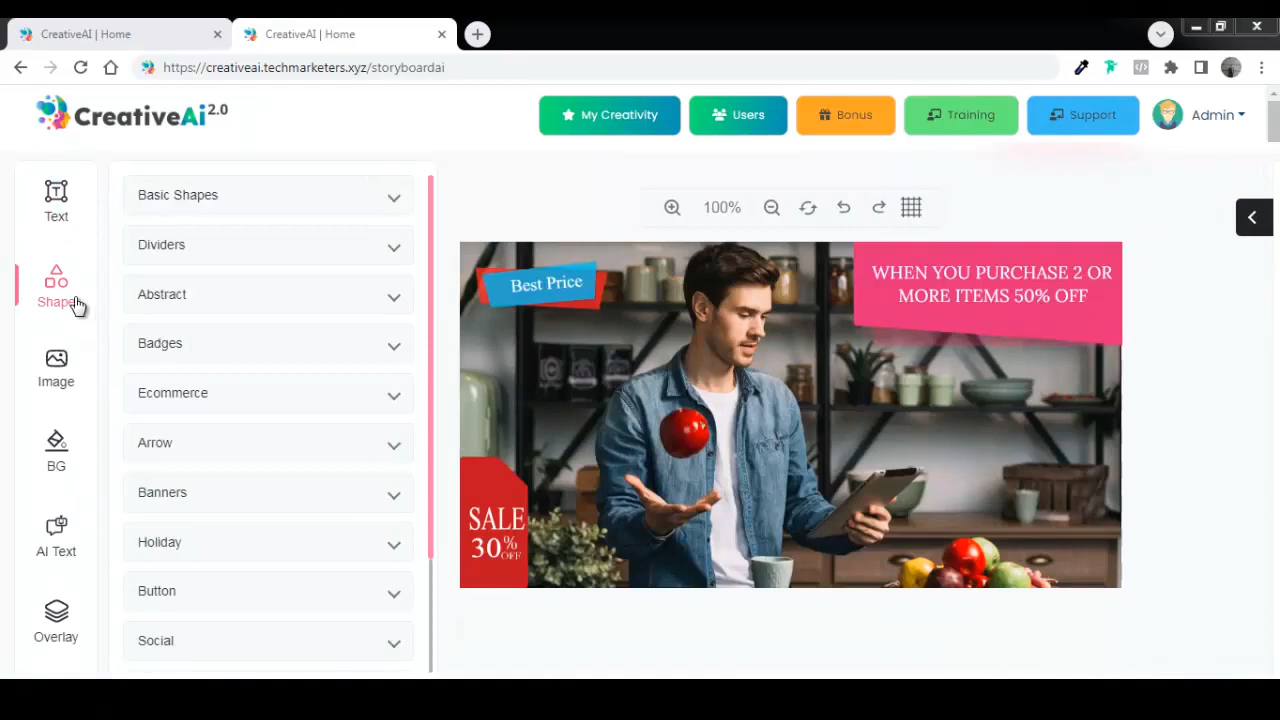 CreativeAI | Home
CreativeAI | Home
https://creativeai.techmarketers.xyz/storyboardai
CreativeAi 2.0
My Creativity
Users
Bonus
Training
Support
Admin
Text
Shape
Image
BG
AI Text
Overlay
Basic Shapes
Dividers
Abstract
Badges
Ecommerce
Arrow
Banners
Holiday
Button
Social
100%
Best Price
WHEN YOU PURCHASE 2 OR
MORE ITEMS 50% OFF
SALE
30% OFF